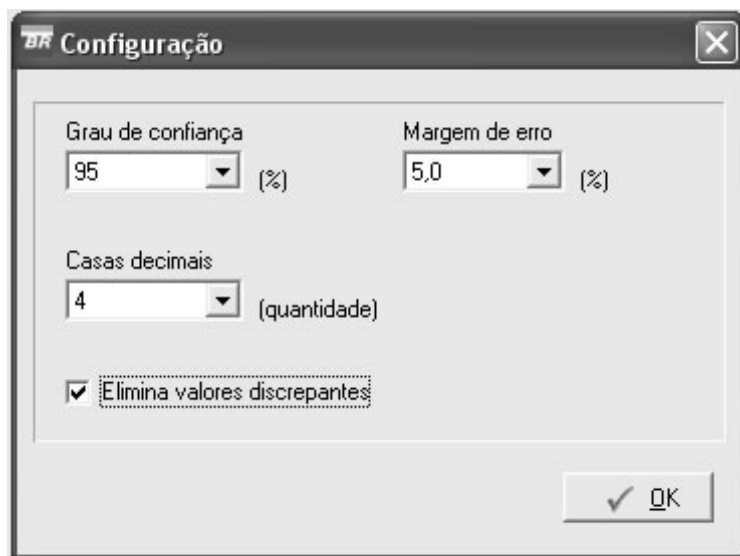 BR Configuração
Grau de confiança
Margem de erro
95 (%)
5,0 (%)
Casas decimais
4 (quantidade)
Elimina valores discrepantes
OK